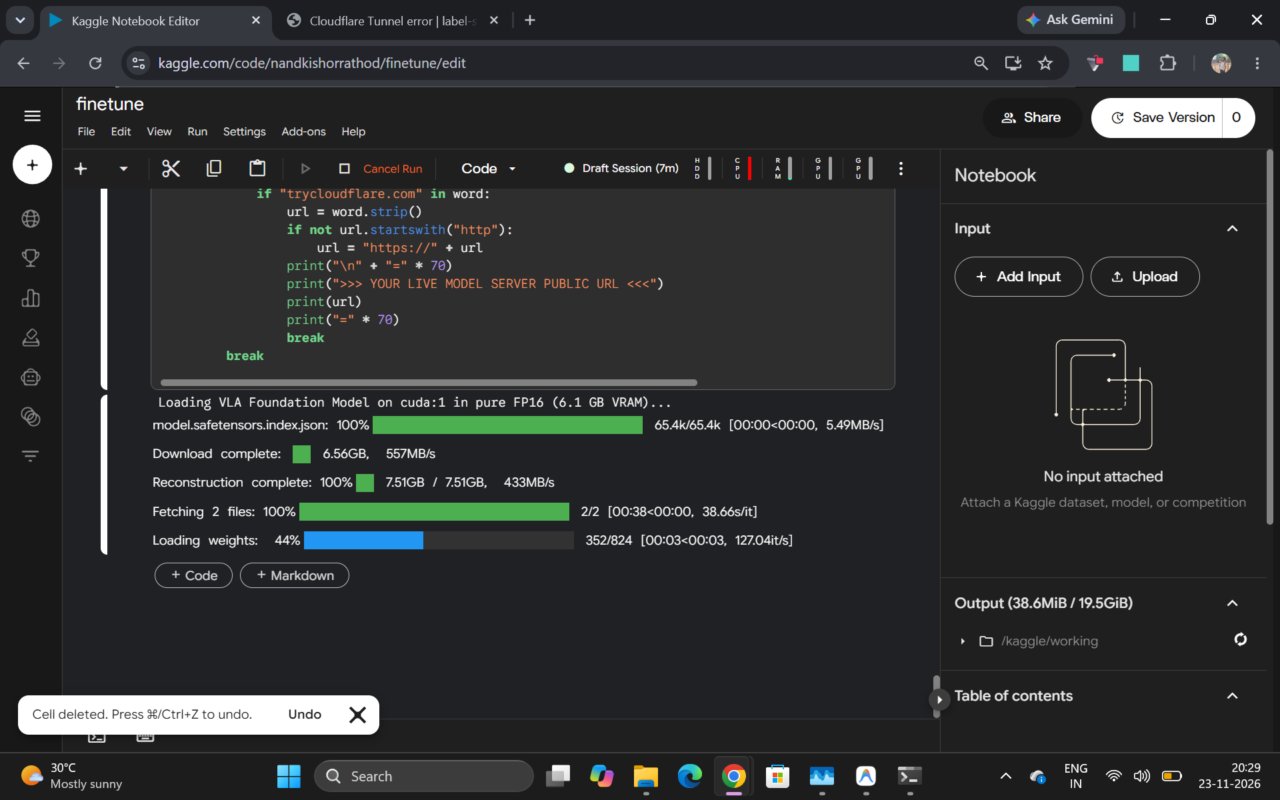 Kaggle Notebook Editor
Cloudflare Tunnel error | label-s
Ask Gemini
kaggle.com/code/nandkishorrathod/finetune/edit
finetune
File Edit View Run Settings Add-ons Help
Share
Save Version 0
Cancel Run
Code
Draft Session (7m)
HDD
CPU
RAM
GPU
GPU
if "trycloudflare.com" in word:
url = word.strip()
if not url.startswith("http"):
url = "https://" + url
print("\n" + "=" * 70)
print(">>> YOUR LIVE MODEL SERVER PUBLIC URL <<<")
print(url)
print("=" * 70)
break
break
Loading VLA Foundation Model on cuda:1 in pure FP16 (6.1 GB VRAM)...
model.safetensors.index.json: 100% 65.4k/65.4k [00:00<00:00, 5.49MB/s]
Download complete: 6.56GB, 557MB/s
Reconstruction complete: 100% 7.51GB / 7.51GB, 433MB/s
Fetching 2 files: 100% 2/2 [00:38<00:00, 38.66s/it]
Loading weights: 44% 352/824 [00:03<00:03, 127.04it/s]
+ Code + Markdown
Notebook
Input
+ Add Input
Upload
No input attached
Attach a Kaggle dataset, model, or competition
Output (38.6MiB / 19.5GiB)
/kaggle/working
Table of contents
Cell deleted. Press ⌘/Ctrl+Z to undo. Undo
30°C
Mostly sunny
Search
ENG
IN
20:29
23-11-2026